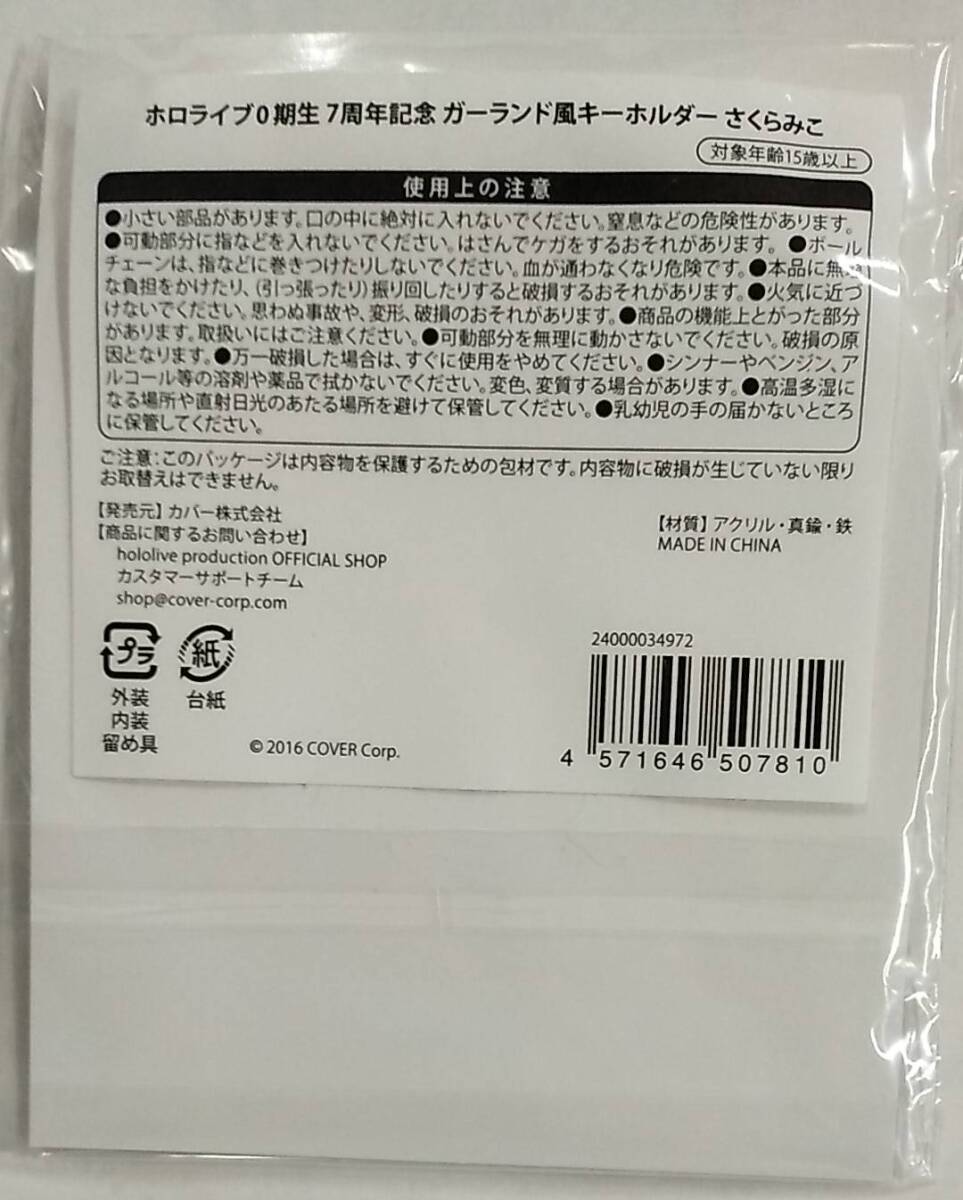 ホロライブ0期生 7周年記念 ガーランド風キーホルダー さくらみこ
対象年齢15歳以上
使用上の注意
●小さい部品があります。口の中に絶対に入れないでください。窒息などの危険性があります。
●可動部分に指などを入れないでください。はさんでケガをするおそれがあります。 ●ボール
チェーンは、指などに巻きつけたりしないでください。血が通わなくなり危険です。●本品に無理
な負担をかけたり、(引っ張ったり)振り回したりすると破損するおそれがあります。●火気に近づ
けないでください。思わぬ事故や、変形、破損のおそれがあります。●商品の機能上とがった部分
があります。取扱いにはご注意ください。●可動部分を無理に動かさないでください。破損の原
因となります。●万一破損した場合は、すぐに使用をやめてください。●シンナーやベンジン、ア
ルコール等の溶剤や薬品で拭かないでください。変色、変質する場合があります。●高温多湿に
なる場所や直射日光のあたる場所を避けて保管してください。●乳幼児の手の届かないところ
に保管してください。
ご注意：このパッケージは内容物を保護するための包材です。内容物に破損が生じていない限り
お取替えはできません。
【発売元】カバー株式会社
【商品に関するお問い合わせ】
hololive production OFFICIAL SHOP
カスタマーサポートチーム
shop@cover-corp.com
【材質】アクリル・真鍮・鉄
MADE IN CHINA
プラ
外装
内装
留め具
紙
台紙
© 2016 COVER Corp.
24000034972
4 571646 507810